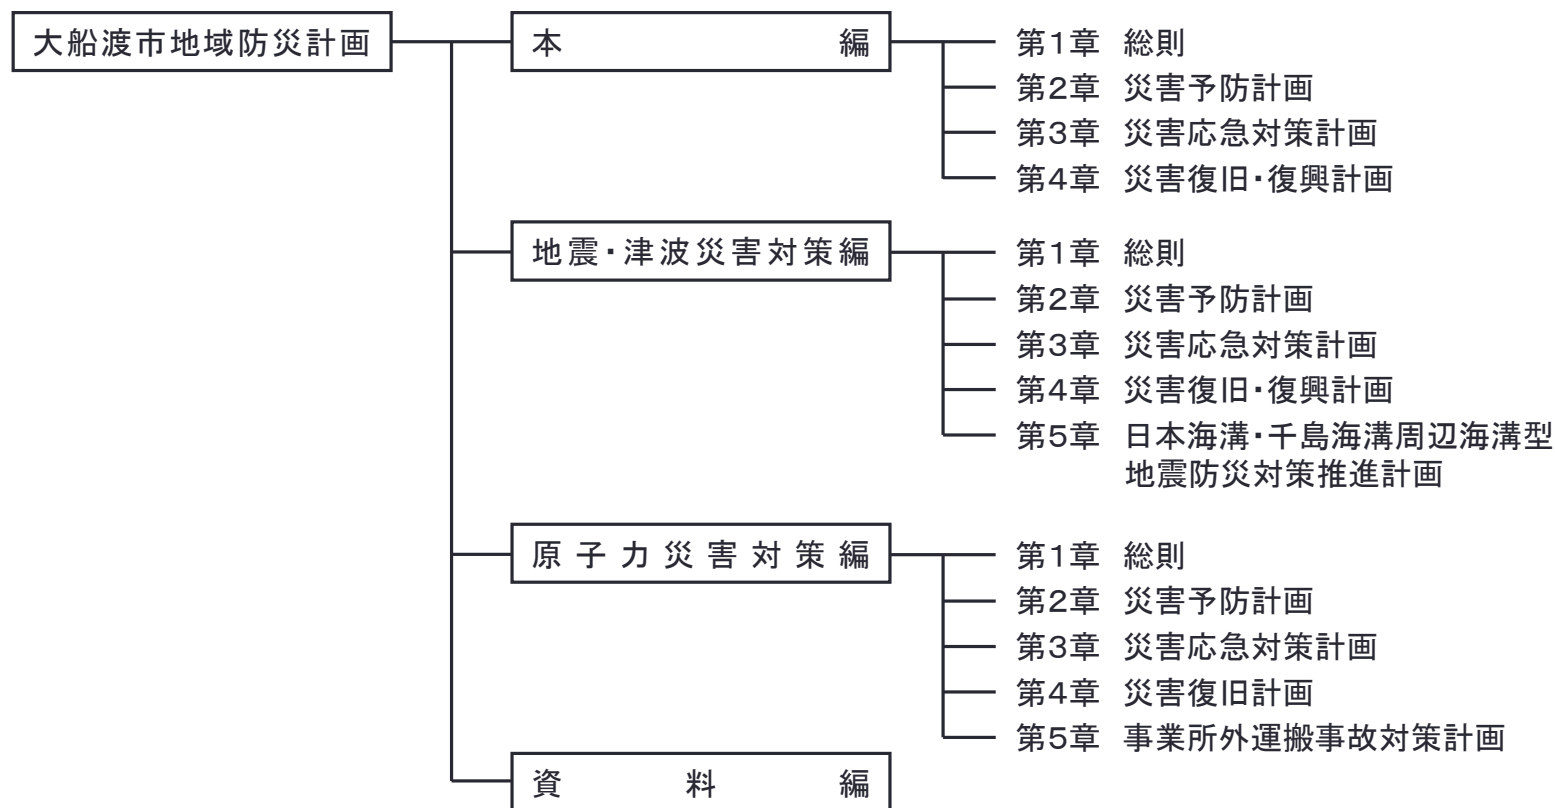 大船渡市地域防災計画
本編
第1章 総則
第2章 災害予防計画
第3章 災害応急対策計画
第4章 災害復旧・復興計画
地震・津波災害対策編
第1章 総則
第2章 災害予防計画
第3章 災害応急対策計画
第4章 災害復旧・復興計画
第5章 日本海溝・千島海溝周辺海溝型
地震防災対策推進計画
原子力災害対策編
第1章 総則
第2章 災害予防計画
第3章 災害応急対策計画
第4章 災害復旧計画
第5章 事業所外運搬事故対策計画
資料編